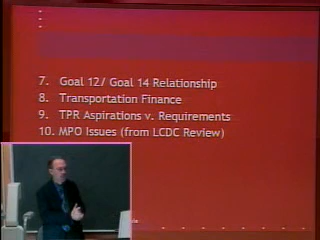 7. Goal 12/ Goal 14 Relationship
8. Transportation Finance
9. TPR Aspirations v. Requirements
10. MPO Issues (from LCDC Review)